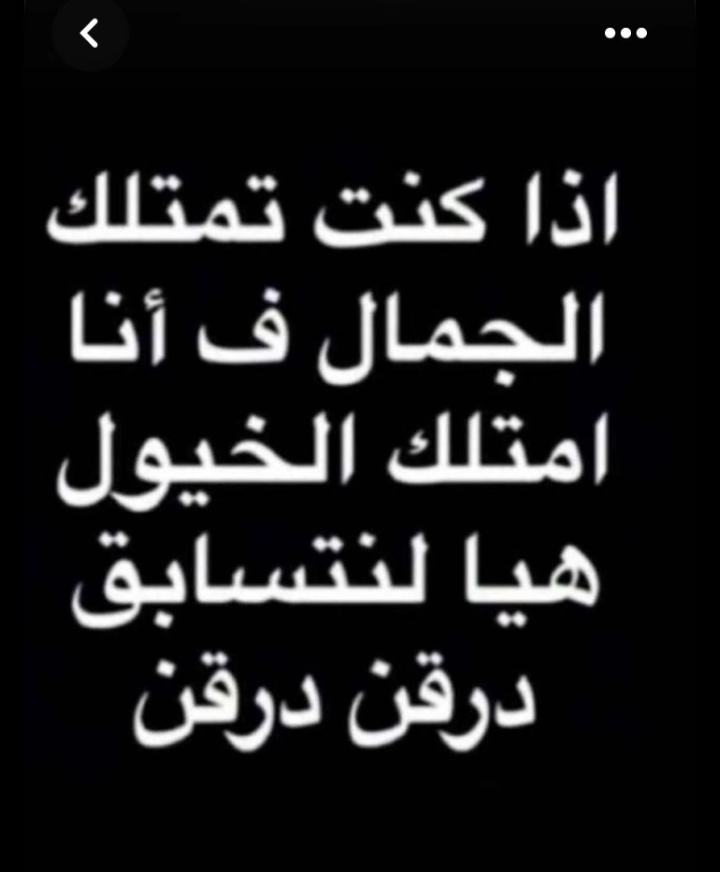 اذا كنت تمتلك
الجمال ف أنا
امتلك الخيول
هيا لنتسابق
درقن درقن